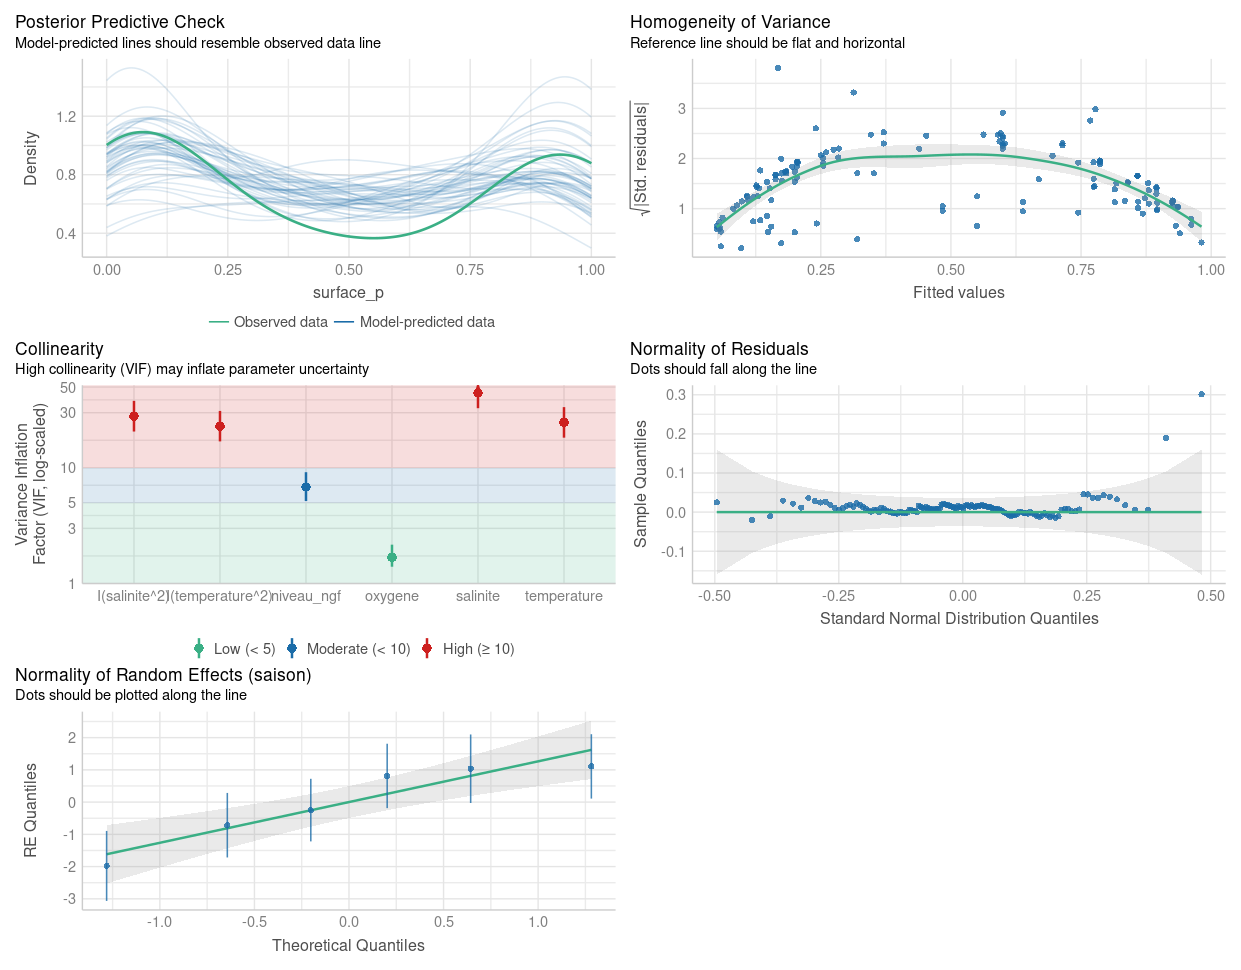 Posterior Predictive Check
Model-predicted lines should resemble observed data line
Density
1.2
0.8
0.4
0.00
0.25
0.50
0.75
1.00
surface_p
Observed data
Model-predicted data
Homogeneity of Variance
Reference line should be flat and horizontal
√|Std. residuals|
3
2
1
0.25
0.50
0.75
1.00
Fitted values
Collinearity
High collinearity (VIF) may inflate parameter uncertainty
Variance Inflation
Factor (VIF, log-scaled)
50
30
10
5
3
1
I(salinite^2)
I(temperature^2)
niveau_ngf
oxygene
salinite
temperature
Low (< 5)
Moderate (< 10)
High (≥ 10)
Normality of Residuals
Dots should fall along the line
Sample Quantiles
0.3
0.2
0.1
0.0
-0.1
-0.50
-0.25
0.00
0.25
0.50
Standard Normal Distribution Quantiles
Normality of Random Effects (saison)
Dots should be plotted along the line
RE Quantiles
2
1
0
-1
-2
-3
-1.0
-0.5
0.0
0.5
1.0
Theoretical Quantiles